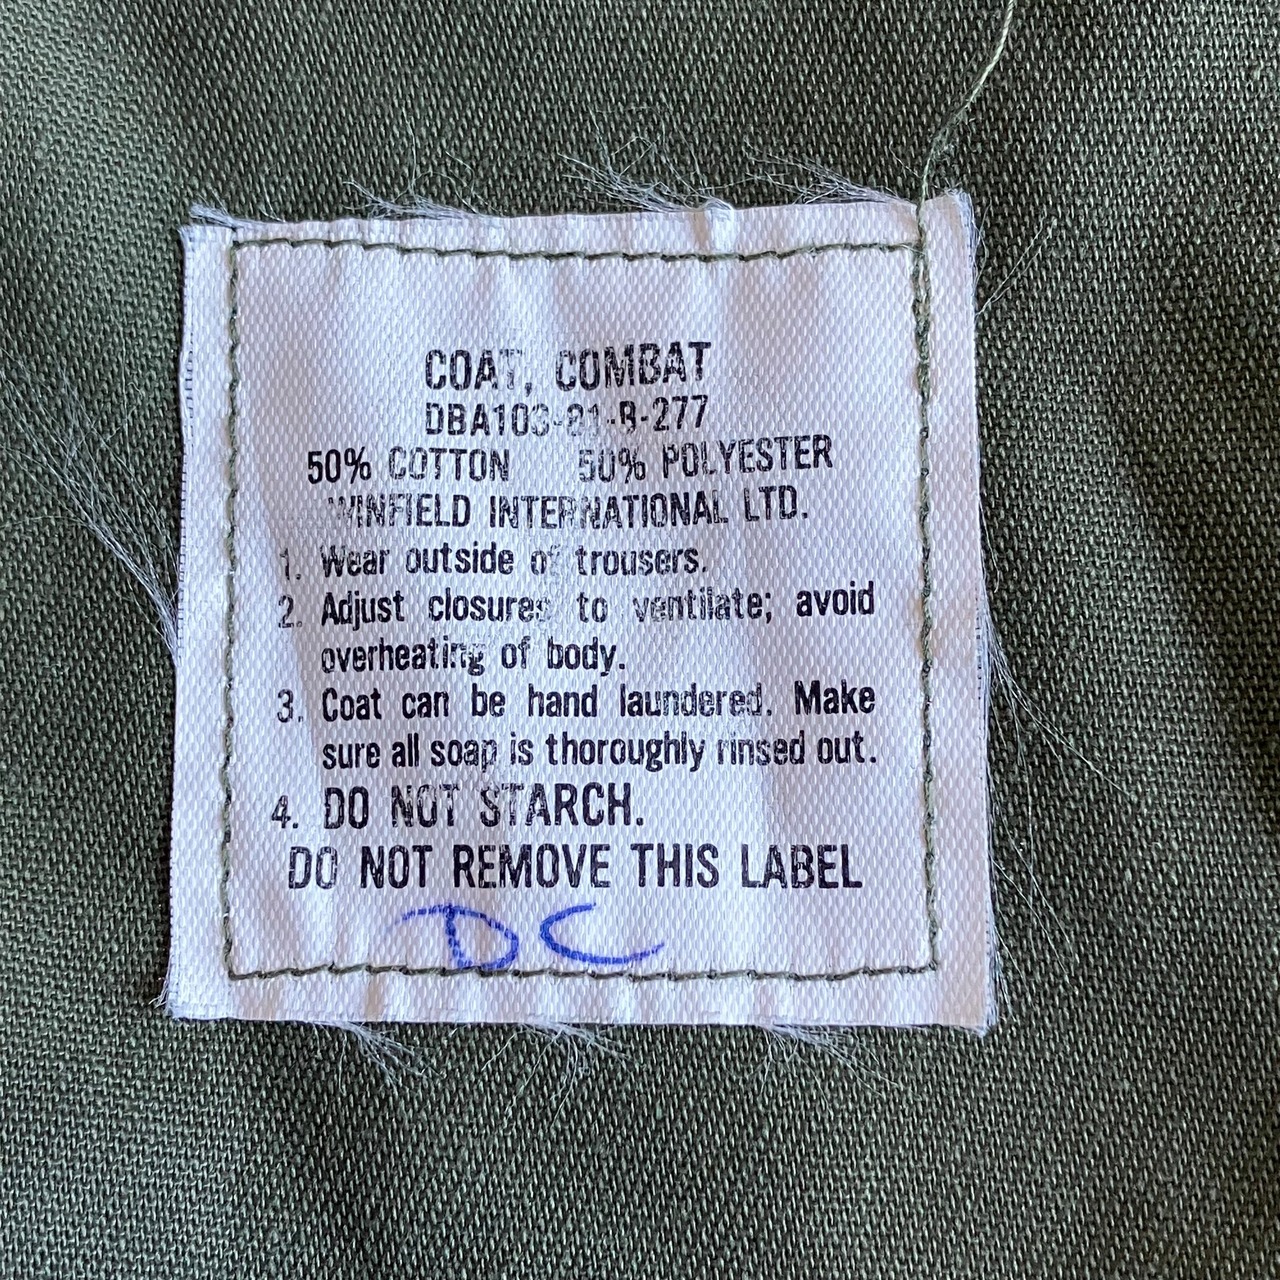 COAT, COMBAT
DBA103-81-B-277
50% COTTON 50% POLYESTER
WINFIELD INTERNATIONAL LTD.
1. Wear outside of trousers.
2. Adjust closures to ventilate; avoid
overheating of body.
3. Coat can be hand laundered. Make
sure all soap is thoroughly rinsed out.
4. DO NOT STARCH.
DO NOT REMOVE THIS LABEL
DC